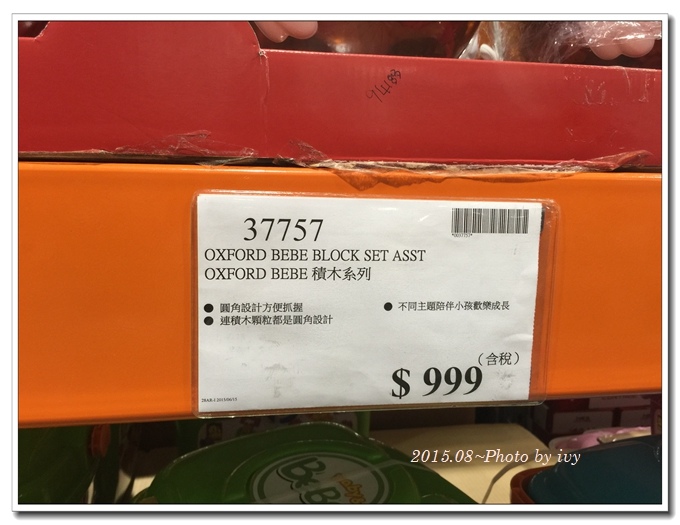 37757
OXFORD BEBE BLOCK SET ASST
OXFORD BEBE 積木系列
● 圓角設計方便抓握
● 連積木顆粒都是圓角設計
● 不同主題陪伴小孩歡樂成長
(含稅)
$ 999
2015.08~Photo by ivy